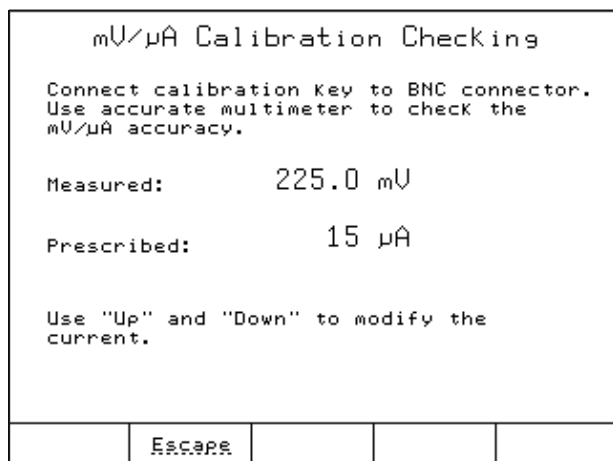 mV/µA Calibration Checking
Connect calibration Key to BNC connector.
Use accurate multimeter to check the
mV/µA accuracy.
Measured: 225.0 mV
Prescribed: 15 µA
Use "Up" and "Down" to modify the
current.
Escape